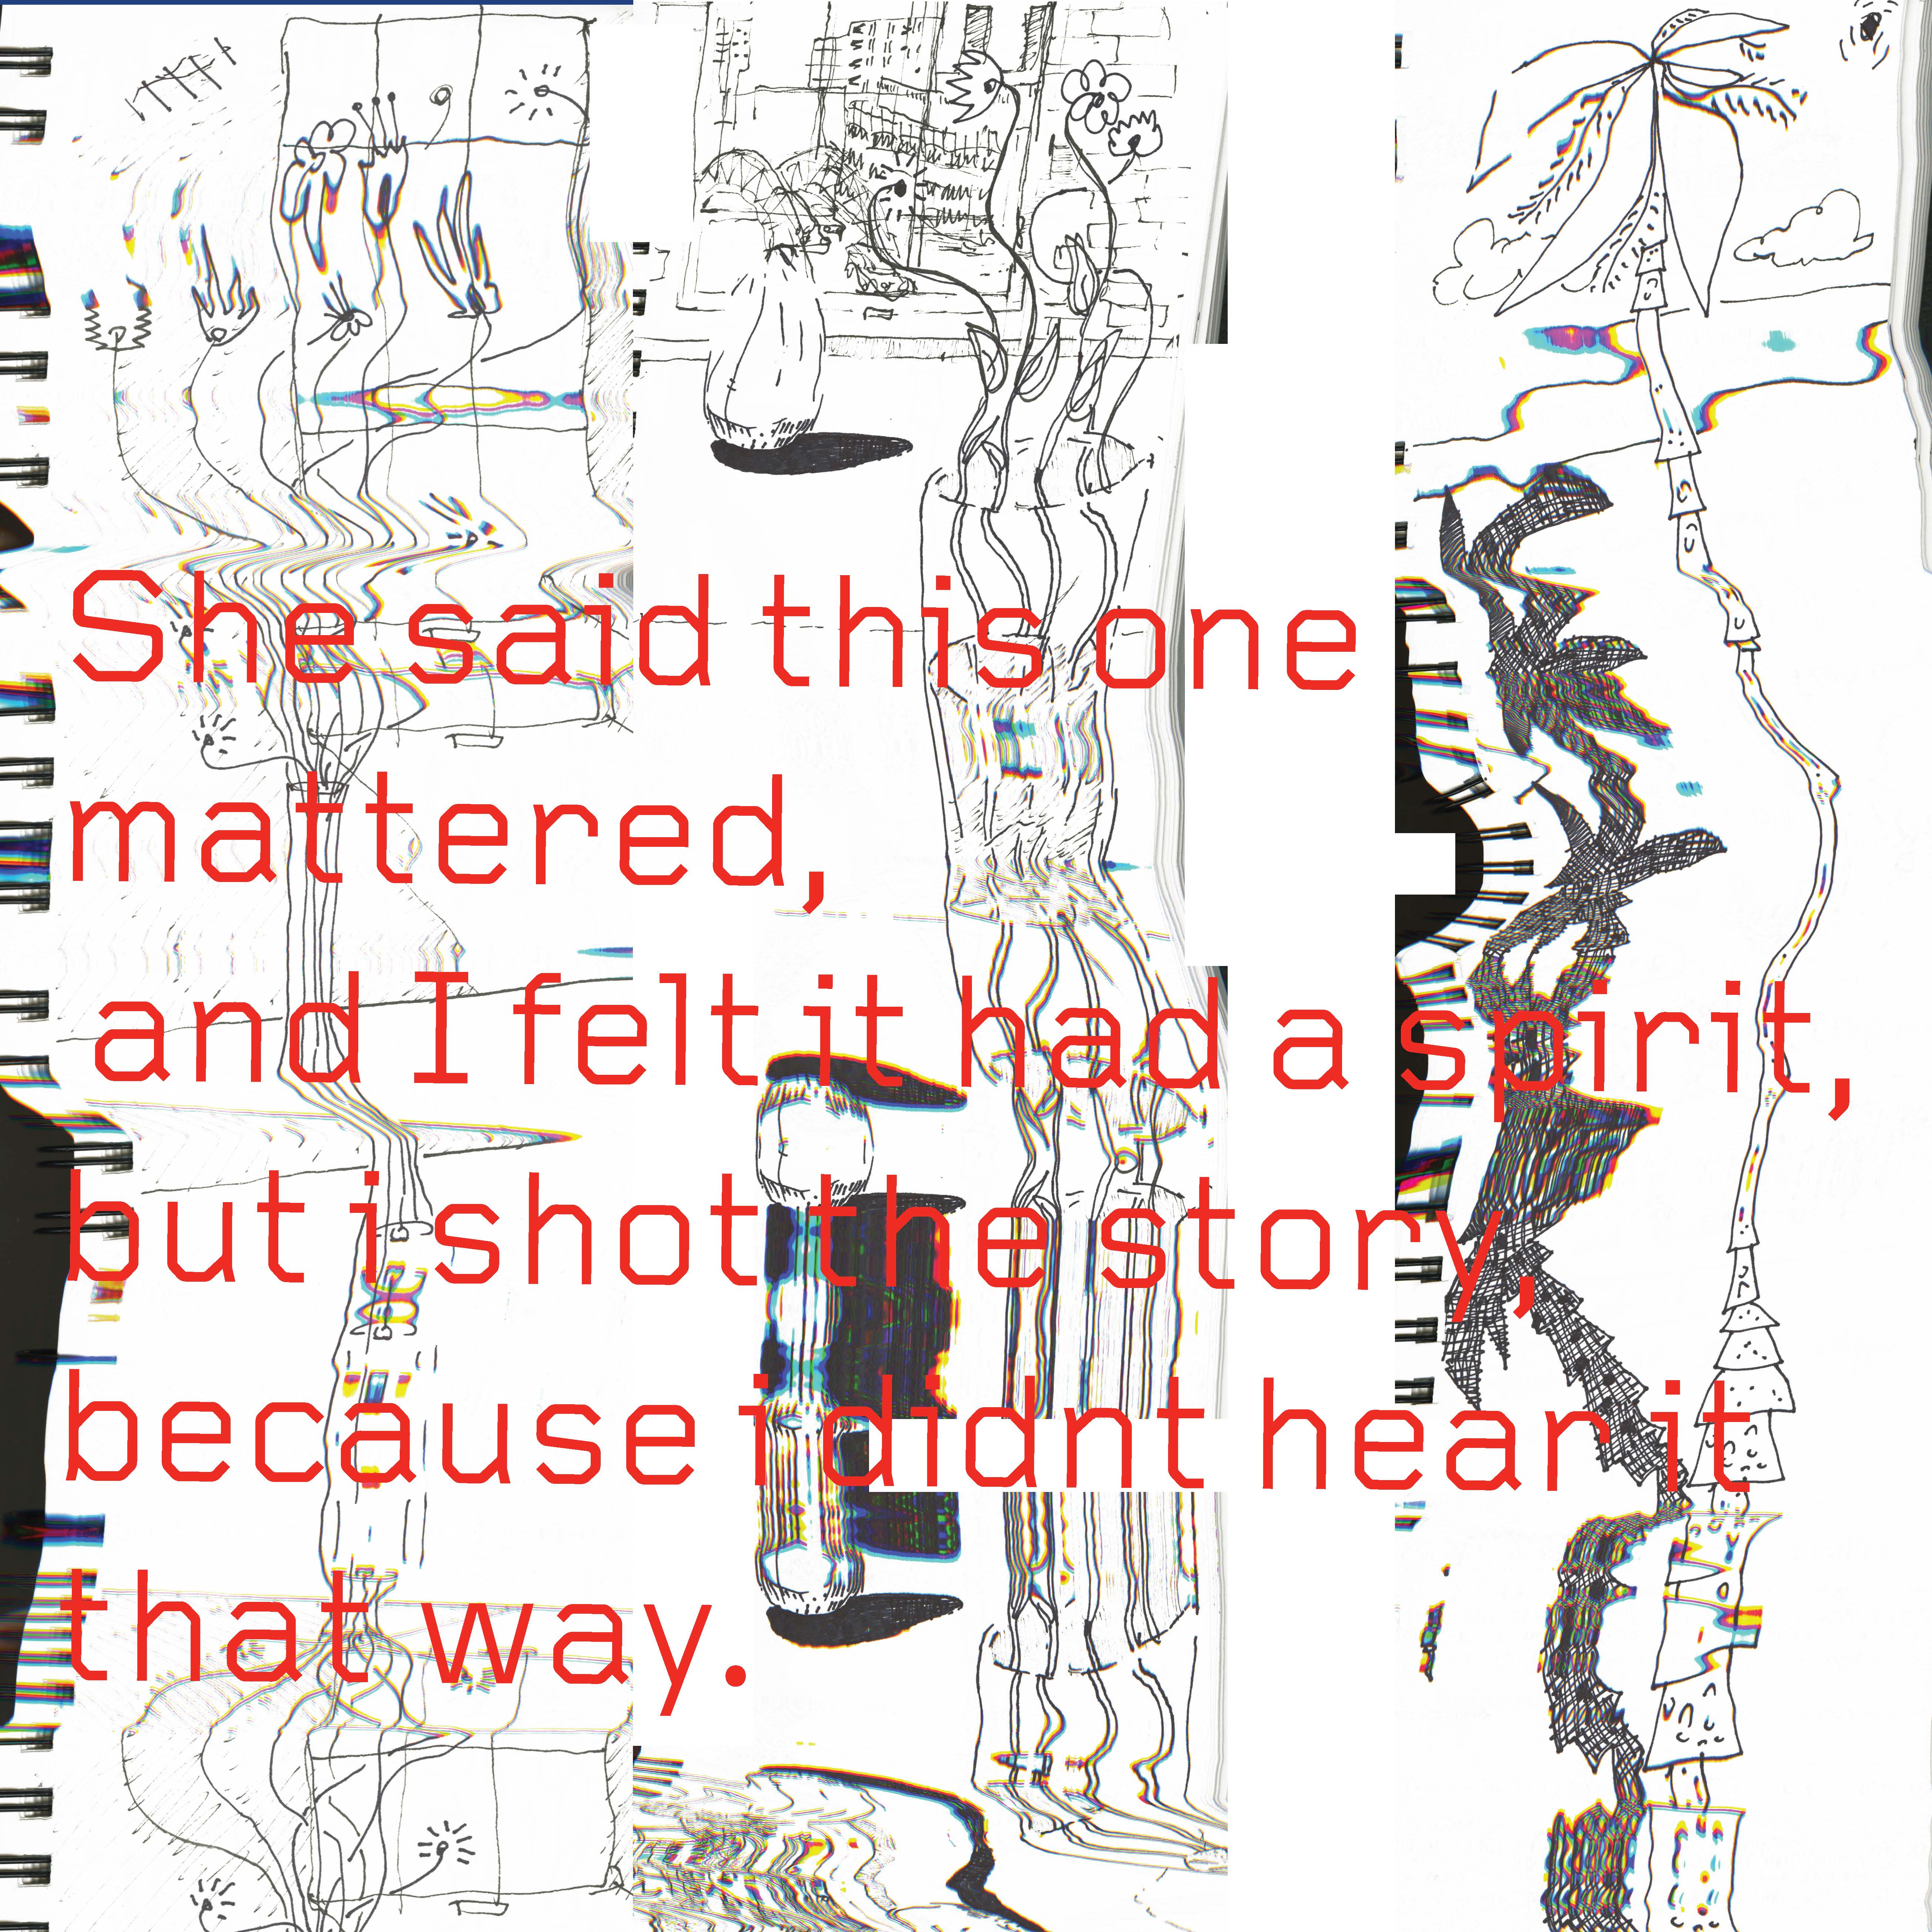 She said this one
mattered,
and I felt it had a spirit,
but i shot the story,
because i didnt hear it
that way.